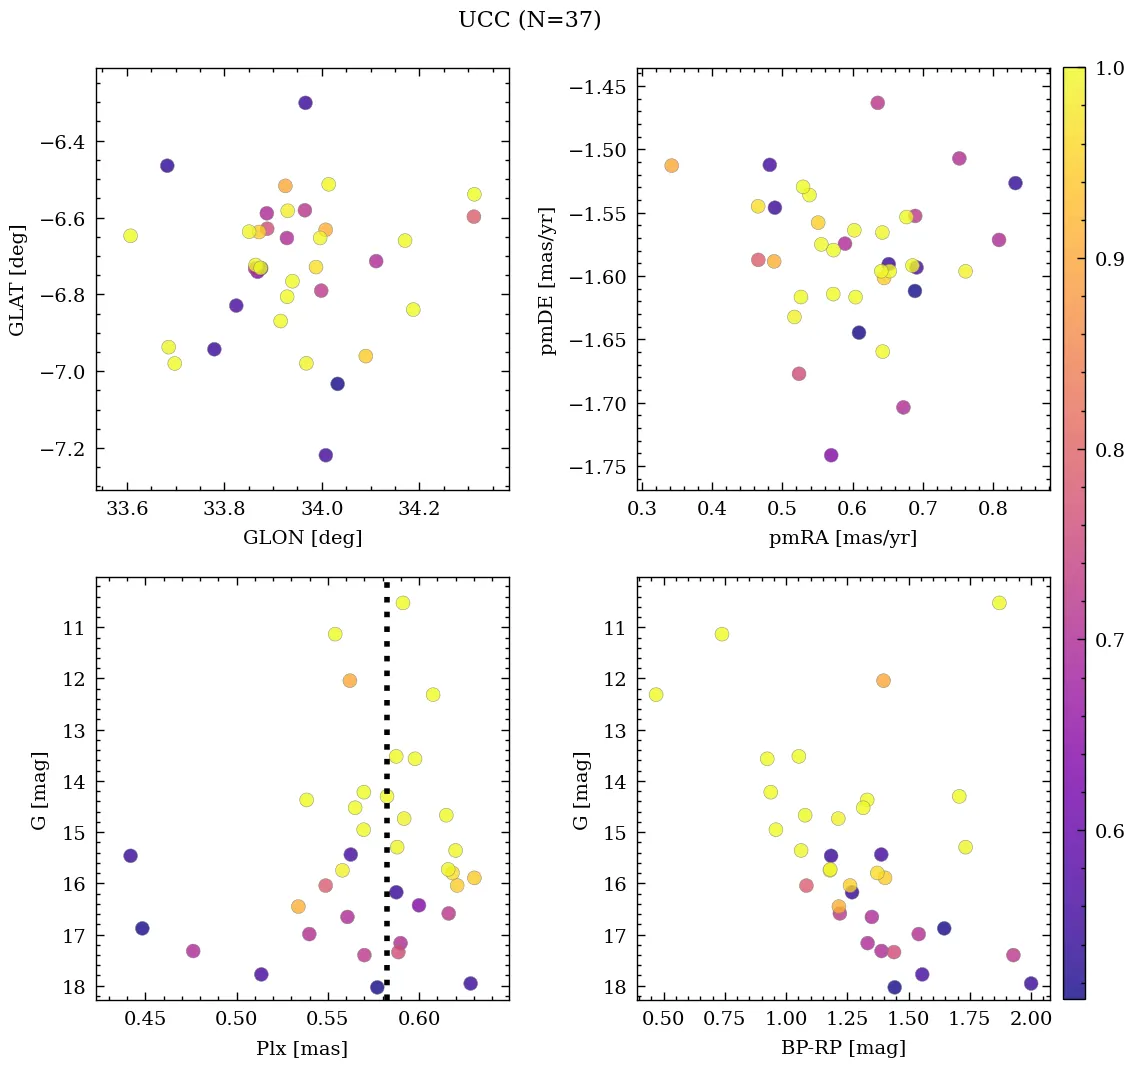 UCC (N=37)
−6.4
−6.6
−6.8
−7.0
−7.2
GLAT [deg]
33.6 33.8 34.0 34.2
GLON [deg]
−1.45
−1.50
−1.55
−1.60
−1.65
−1.70
−1.75
pmDE [mas/yr]
0.3 0.4 0.5 0.6 0.7 0.8
pmRA [mas/yr]
1.0
0.9
0.8
0.7
0.6
11
12
13
14
15
16
17
18
G [mag]
0.45 0.50 0.55 0.60
Plx [mas]
11
12
13
14
15
16
17
18
G [mag]
0.50 0.75 1.00 1.25 1.50 1.75 2.00
BP-RP [mag]